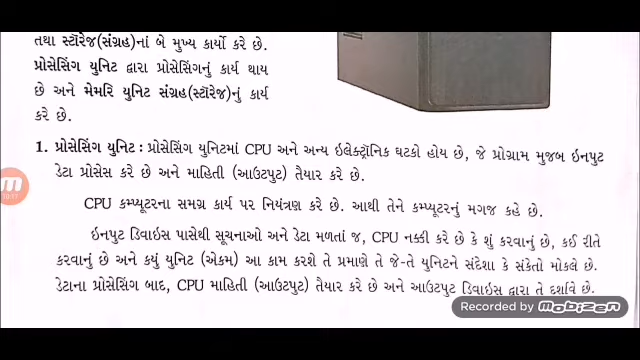 તથા સ્ટૉરેજ(સંગ્રહ)નાં બે મુખ્ય કાર્યો કરે છે.
પ્રોસેસિંગ યુનિટ દ્વારા પ્રોસેસિંગનું કાર્ય થાય
છે અને મેમરિ યુનિટ સંગ્રહ(સ્ટૉરેજ)નું કાર્ય
કરે છે.
1. પ્રોસેસિંગ યુનિટ : પ્રોસેસિંગ યુનિટમાં CPU અને અન્ય ઇલેક્ટ્રૉનિક ઘટકો હોય છે, જે પ્રોગ્રામ મુજબ ઇનપુટ
ડેટા પ્રોસેસ કરે છે અને માહિતી (આઉટપુટ) તૈયાર કરે છે.
CPU કમ્પ્યૂટરના સમગ્ર કાર્ય પર નિયંત્રણ કરે છે. આથી તેને કમ્પ્યૂટરનું મગજ કહે છે.
ઇનપુટ ડિવાઇસ પાસેથી સૂચનાઓ અને ડેટા મળતાં જ, CPU નક્કી કરે છે કે શું કરવાનું છે, કઈ રીતે
કરવાનું છે અને કયું યુનિટ (એકમ) આ કામ કરશે તે પ્રમાણે તે જે-તે યુનિટને સંદેશા કે સંકેતો મોકલે છે.
ડેટાના પ્રોસેસિંગ બાદ, CPU માહિતી (આઉટપુટ) તૈયાર કરે છે અને આઉટપુટ ડિવાઇસ દ્વારા તે દર્શાવે છે.
Recorded by MOBIZEN